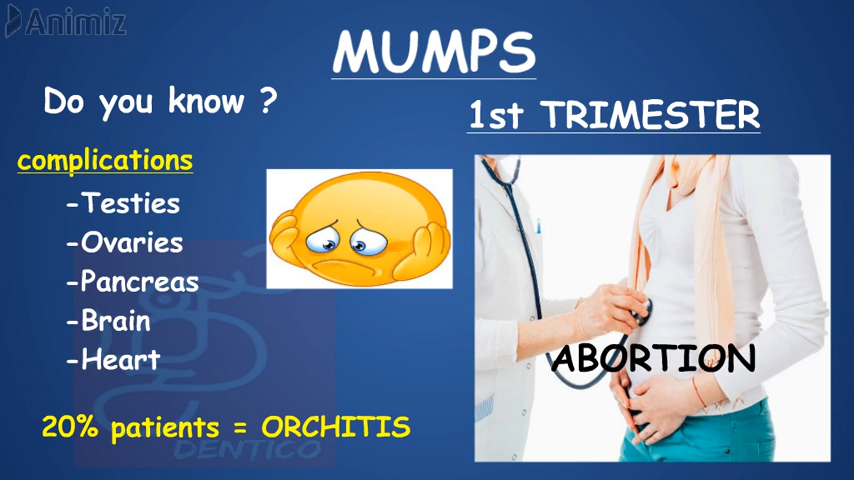 Animiz
MUMPS
Do you know ?
1st TRIMESTER
complications
-Testies
-Ovaries
-Pancreas
-Brain
-Heart
ABORTION
20% patients = ORCHITIS
DENTICO